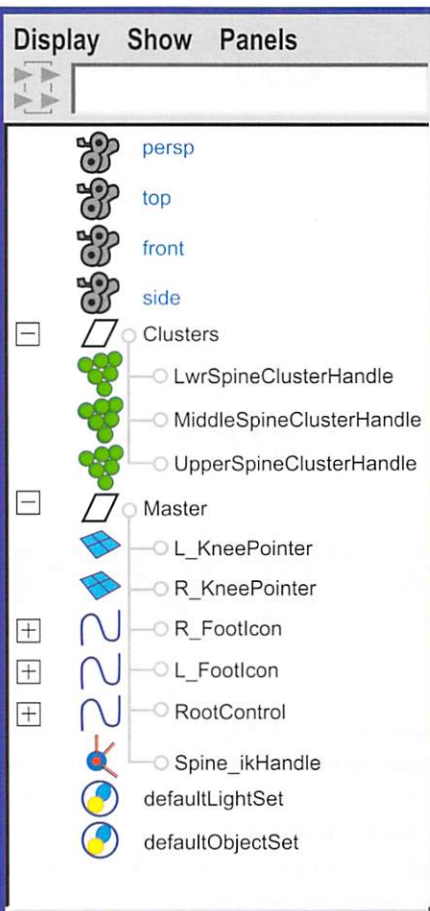 Display Show Panels
persp
top
front
side
Clusters
LwrSpineClusterHandle
MiddleSpineClusterHandle
UpperSpineClusterHandle
Master
L_KneePointer
R_KneePointer
R_FootIcon
L_FootIcon
RootControl
Spine_ikHandle
defaultLightSet
defaultObjectSet